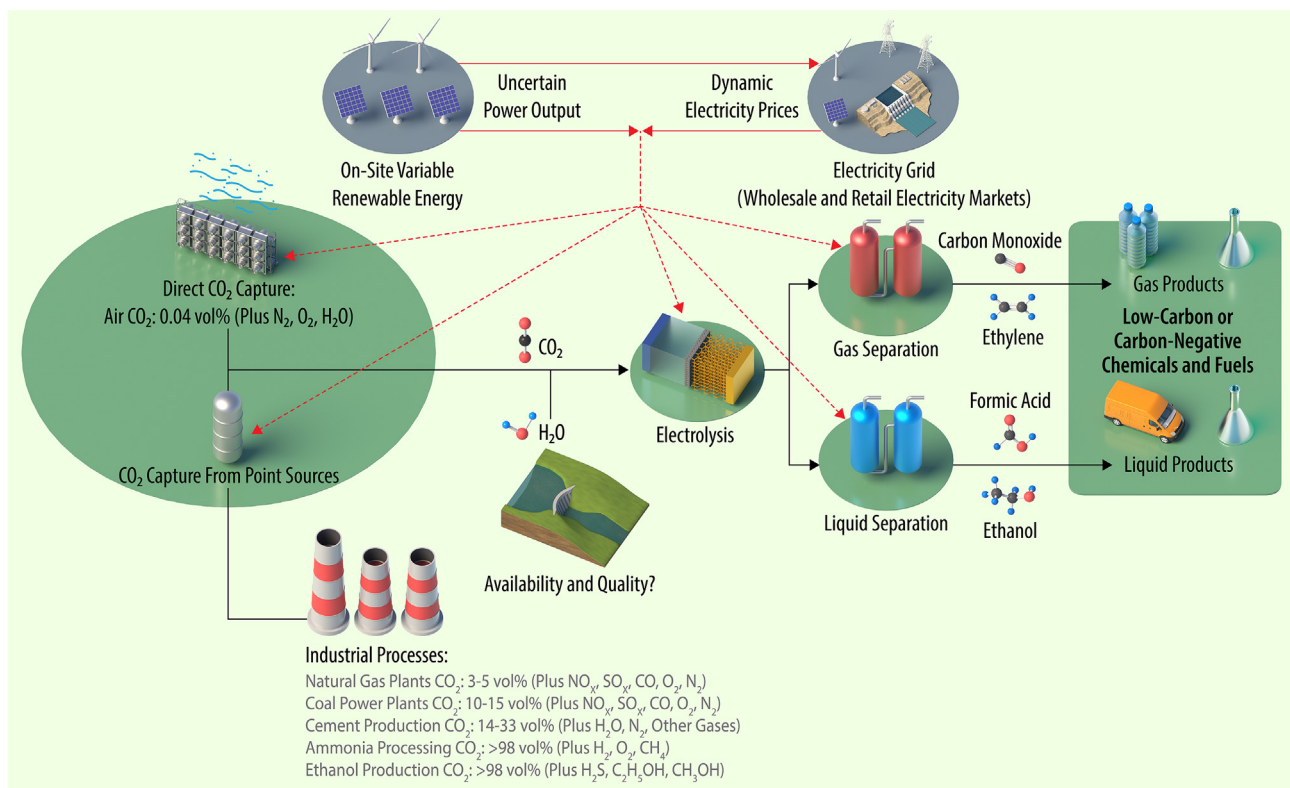 Uncertain
Power Output
Dynamic
Electricity Prices
On-Site Variable
Renewable Energy
Electricity Grid
(Wholesale and Retail Electricity Markets)
Direct CO₂ Capture:
Air CO₂: 0.04 vol% (Plus N₂, O₂, H₂O)
CO₂ Capture From Point Sources
CO₂
H₂O
Availability and Quality?
Electrolysis
Gas Separation
Liquid Separation
Carbon Monoxide
Ethylene
Formic Acid
Ethanol
Gas Products
Low-Carbon or
Carbon-Negative
Chemicals and Fuels
Liquid Products
Industrial Processes:
Natural Gas Plants CO₂: 3-5 vol% (Plus NOₓ, SOₓ, CO, O₂, N₂)
Coal Power Plants CO₂: 10-15 vol% (Plus NOₓ, SOₓ, CO, O₂, N₂)
Cement Production CO₂: 14-33 vol% (Plus H₂O, N₂, Other Gases)
Ammonia Processing CO₂: >98 vol% (Plus H₂, O₂, CH₄)
Ethanol Production CO₂: >98 vol% (Plus H₂S, C₂H₅OH, CH₃OH)